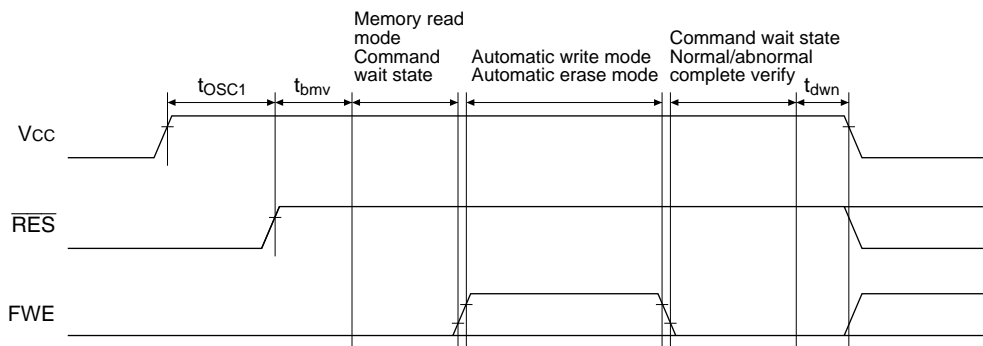 Memory read
mode
Command
wait state
Automatic write mode
Automatic erase mode
Command wait state
Normal/abnormal
complete verify
tOSC1
tbmv
tdwn
VCC
RES
FWE